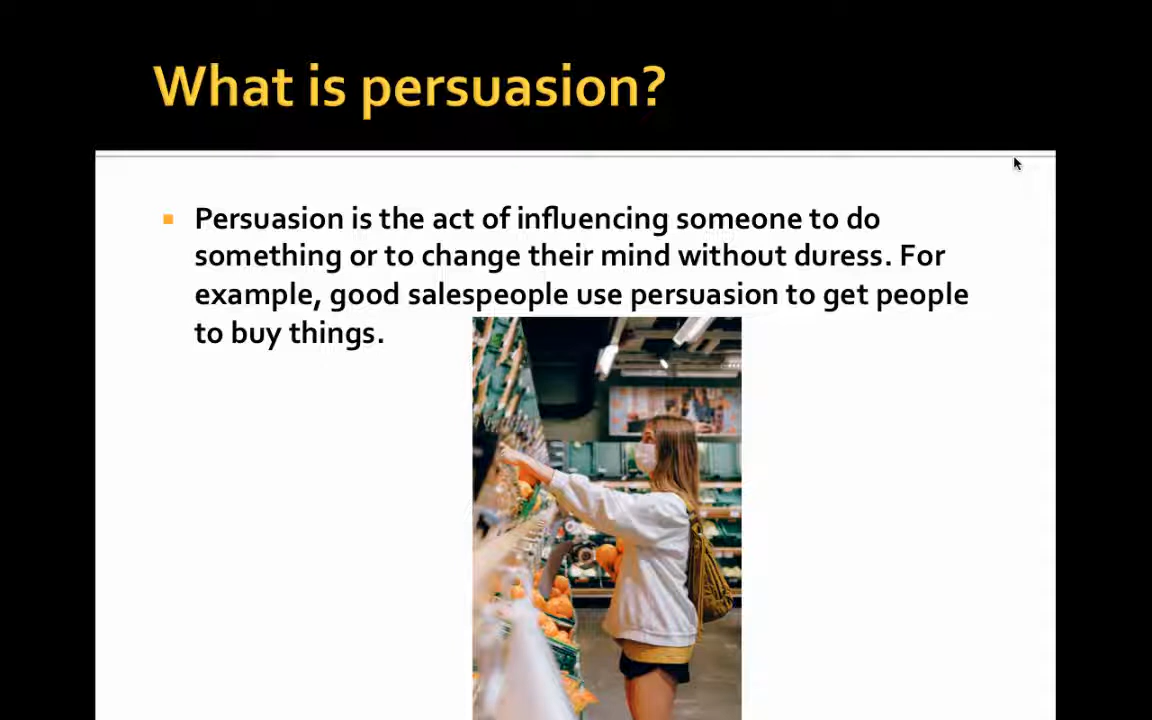 What is persuasion?
Persuasion is the act of influencing someone to do
something or to change their mind without duress. For
example, good salespeople use persuasion to get people
to buy things.